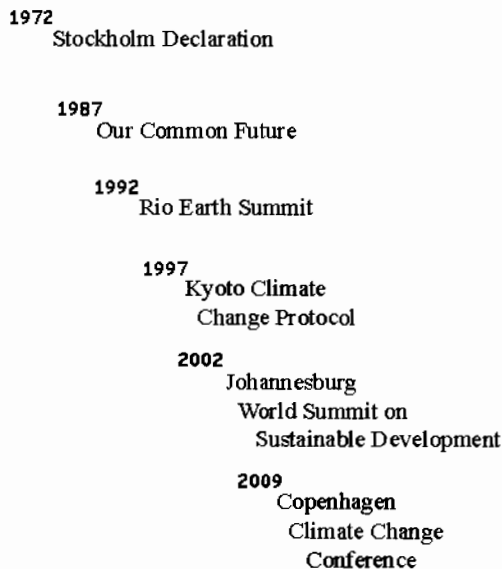 1972
Stockholm Declaration
1987
Our Common Future
1992
Rio Earth Summit
1997
Kyoto Climate
Change Protocol
2002
Johannesburg
World Summit on
Sustainable Development
2009
Copenhagen
Climate Change
Conference